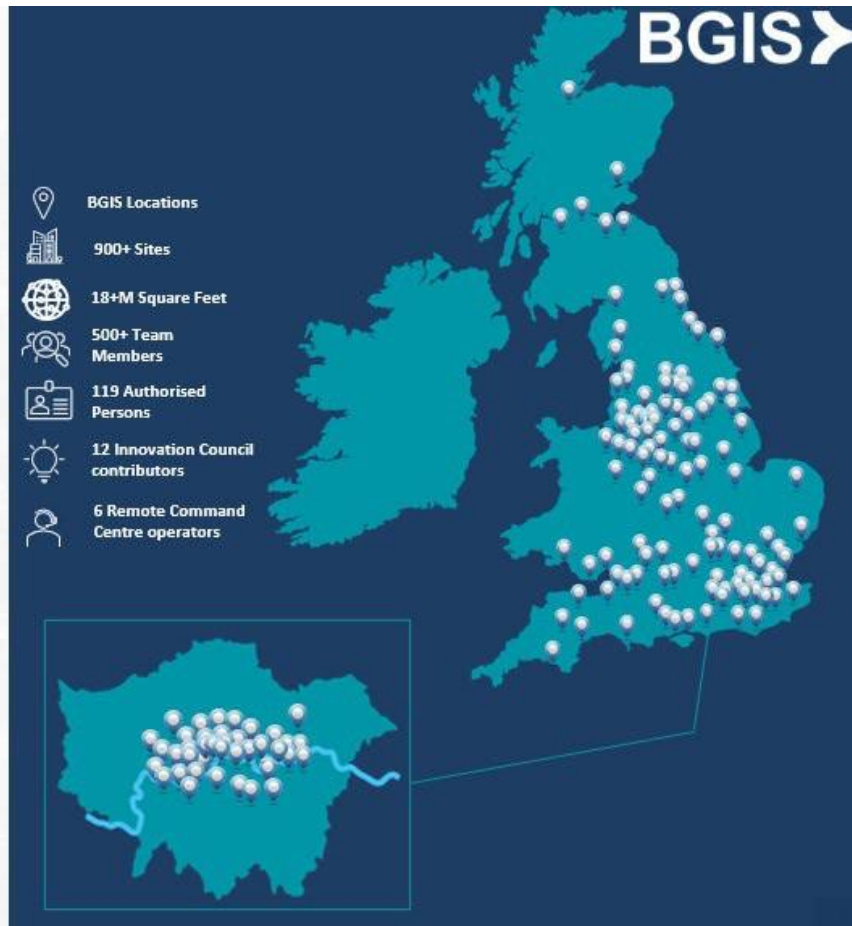 BGIS
BGIS Locations
900+ Sites
18+M Square Feet
500+ Team
Members
119 Authorised
Persons
12 Innovation Council
contributors
6 Remote Command
Centre operators